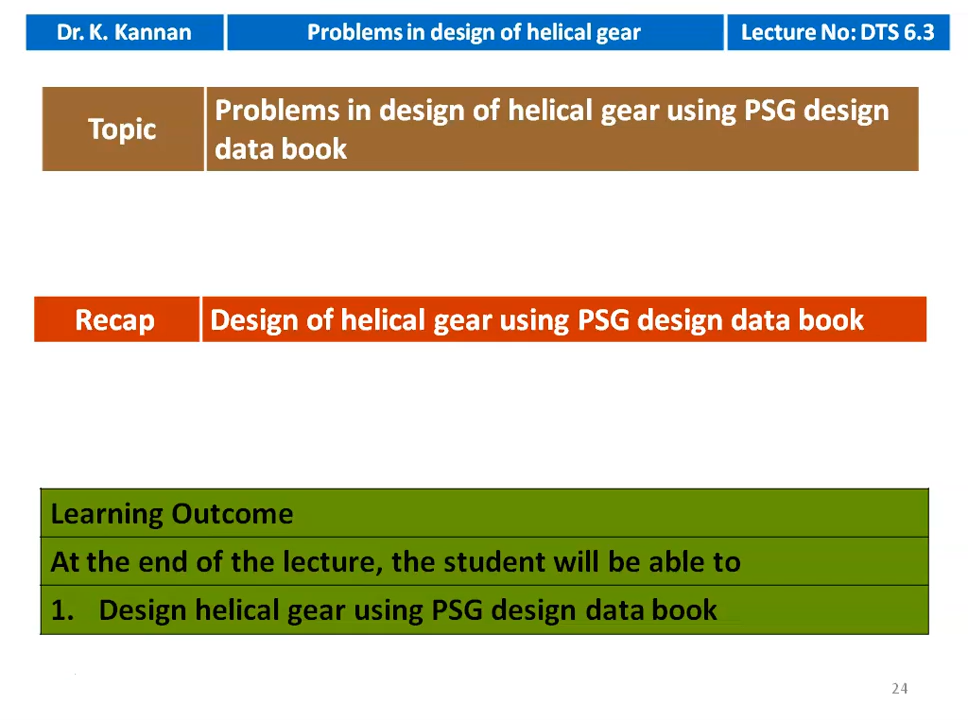 Dr. K. Kannan
Problems in design of helical gear
Lecture No: DTS 6.3
Topic
Problems in design of helical gear using PSG design
data book
Recap
Design of helical gear using PSG design data book
Learning Outcome
At the end of the lecture, the student will be able to
1. Design helical gear using PSG design data book
24